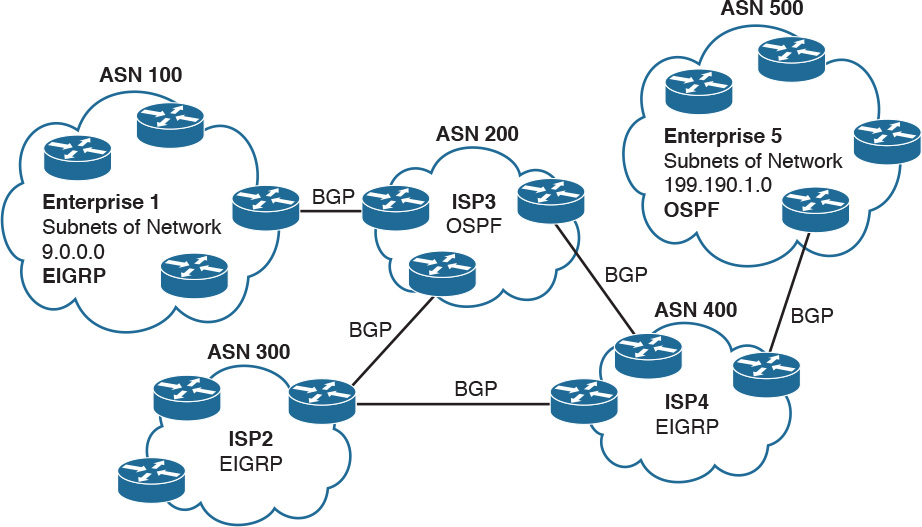 ASN 500
ASN 100
Enterprise 5
Subnets of Network
199.190.1.0
OSPF
ASN 200
Enterprise 1
Subnets of Network
9.0.0.0
EIGRP
BGP
ISP3
OSPF
BGP
ASN 400
BGP
BGP
ASN 300
BGP
ISP2
EIGRP
ISP4
EIGRP